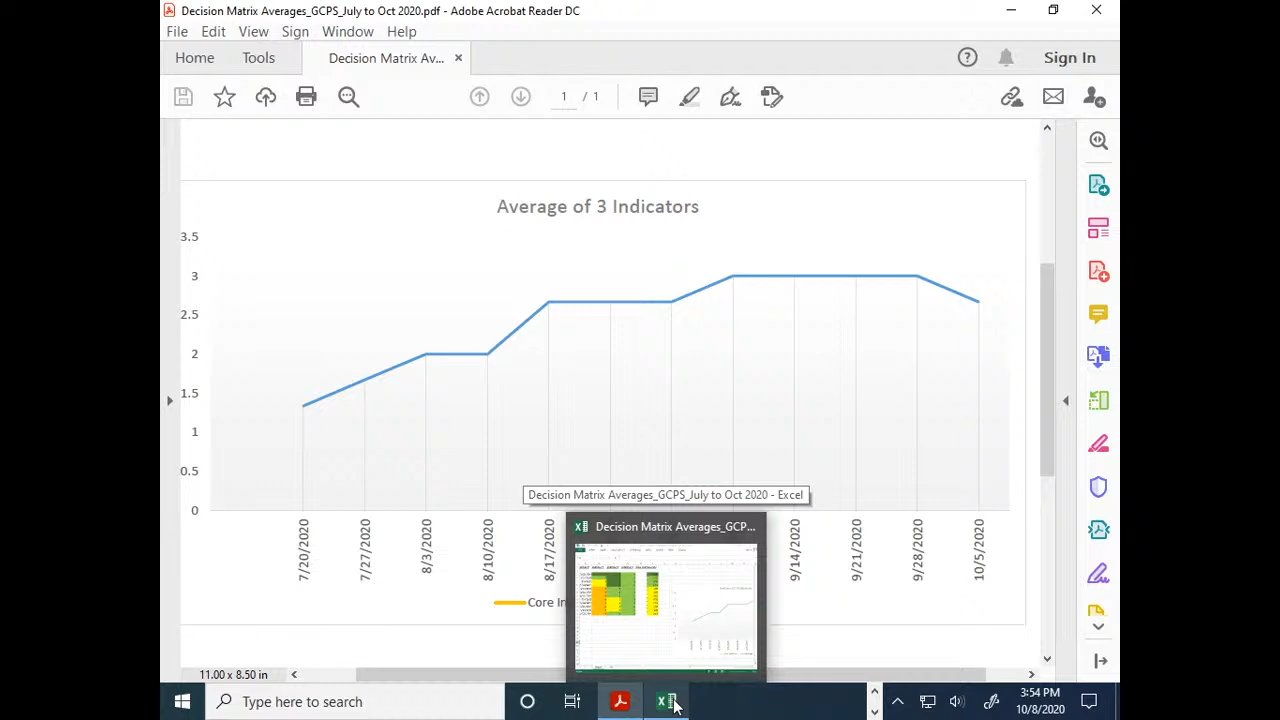 Decision Matrix Averages_GCPS_July to Oct 2020.pdf - Adobe Acrobat Reader DC
File Edit View Sign Window Help
Home Tools Decision Matrix Av... ×
Sign In
1 / 1
Average of 3 Indicators
3.5
3
2.5
2
1.5
1
0.5
0
Decision Matrix Averages_GCPS_July to Oct 2020 - Excel
Decision Matrix Averages_GCP...
7/20/2020
7/27/2020
8/3/2020
8/10/2020
8/17/2020
9/14/2020
9/21/2020
9/28/2020
10/5/2020
Core In
11.00 x 8.50 in
Type here to search
3:54 PM
10/8/2020